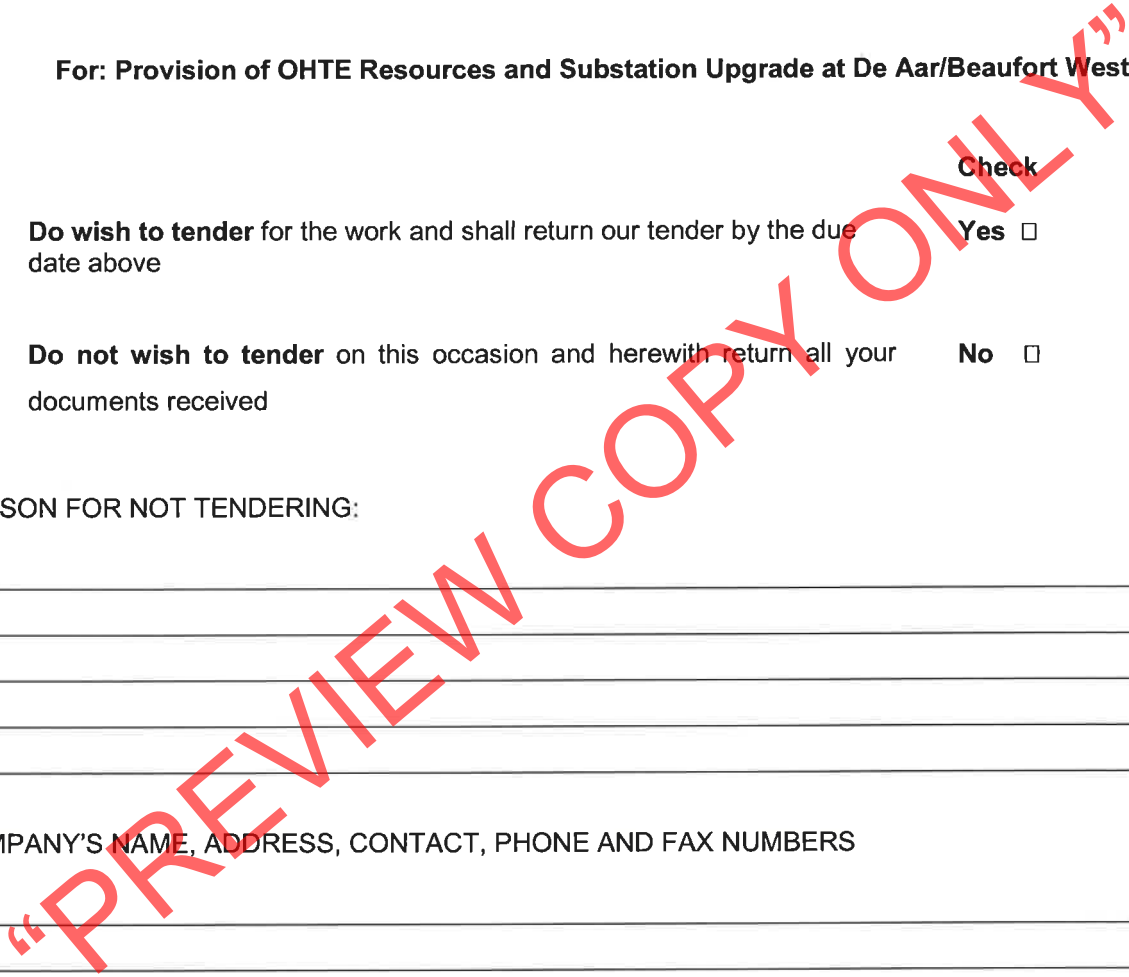 For: Provision of OHTE Resources and Substation Upgrade at De Aar/Beaufort West
Check
Do wish to tender for the work and shall return our tender by the due Yes □
date above
Do not wish to tender on this occasion and herewith return all your No □
documents received
SON FOR NOT TENDERING:
MPANY'S NAME, ADDRESS, CONTACT, PHONE AND FAX NUMBERS
“PREVIEW COPY ONLY”